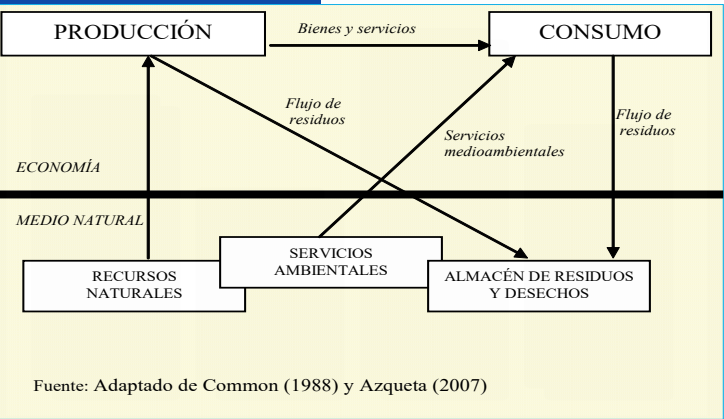 PRODUCCIÓN
Bienes y servicios
CONSUMO
Flujo de
residuos
Flujo de
residuos
Servicios
medioambientales
ECONOMÍA
MEDIO NATURAL
SERVICIOS
AMBIENTALES
RECURSOS
NATURALES
ALMACÉN DE RESIDUOS
Y DESECHOS
Fuente: Adaptado de Common (1988) y Azqueta (2007)